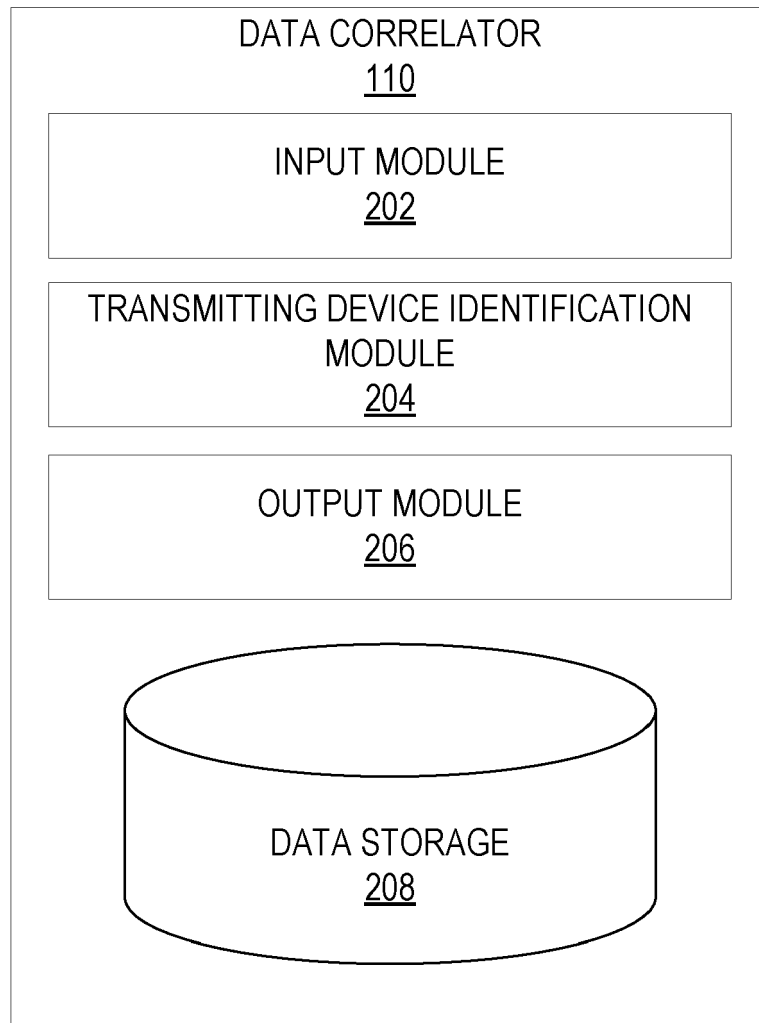 DATA CORRELATOR
110
INPUT MODULE
202
TRANSMITTING DEVICE IDENTIFICATION
MODULE
204
OUTPUT MODULE
206
DATA STORAGE
208